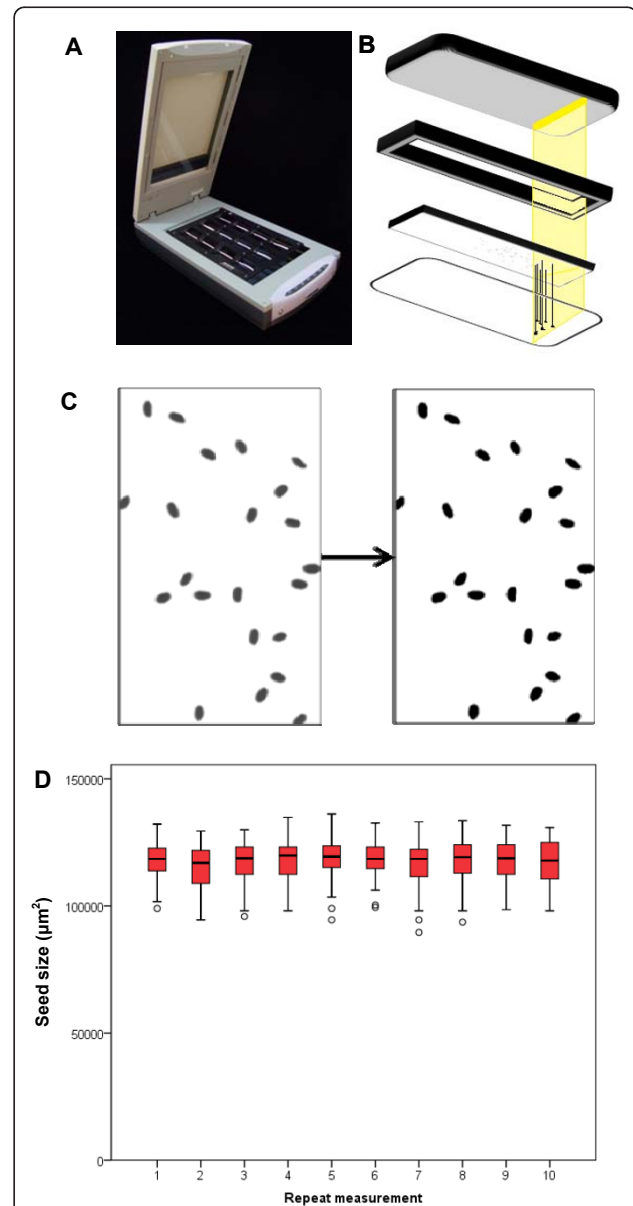 A
B
C
D
150000
100000
50000
0
Seed size (µm²)
1 2 3 4 5 6 7 8 9 10
Repeat measurement